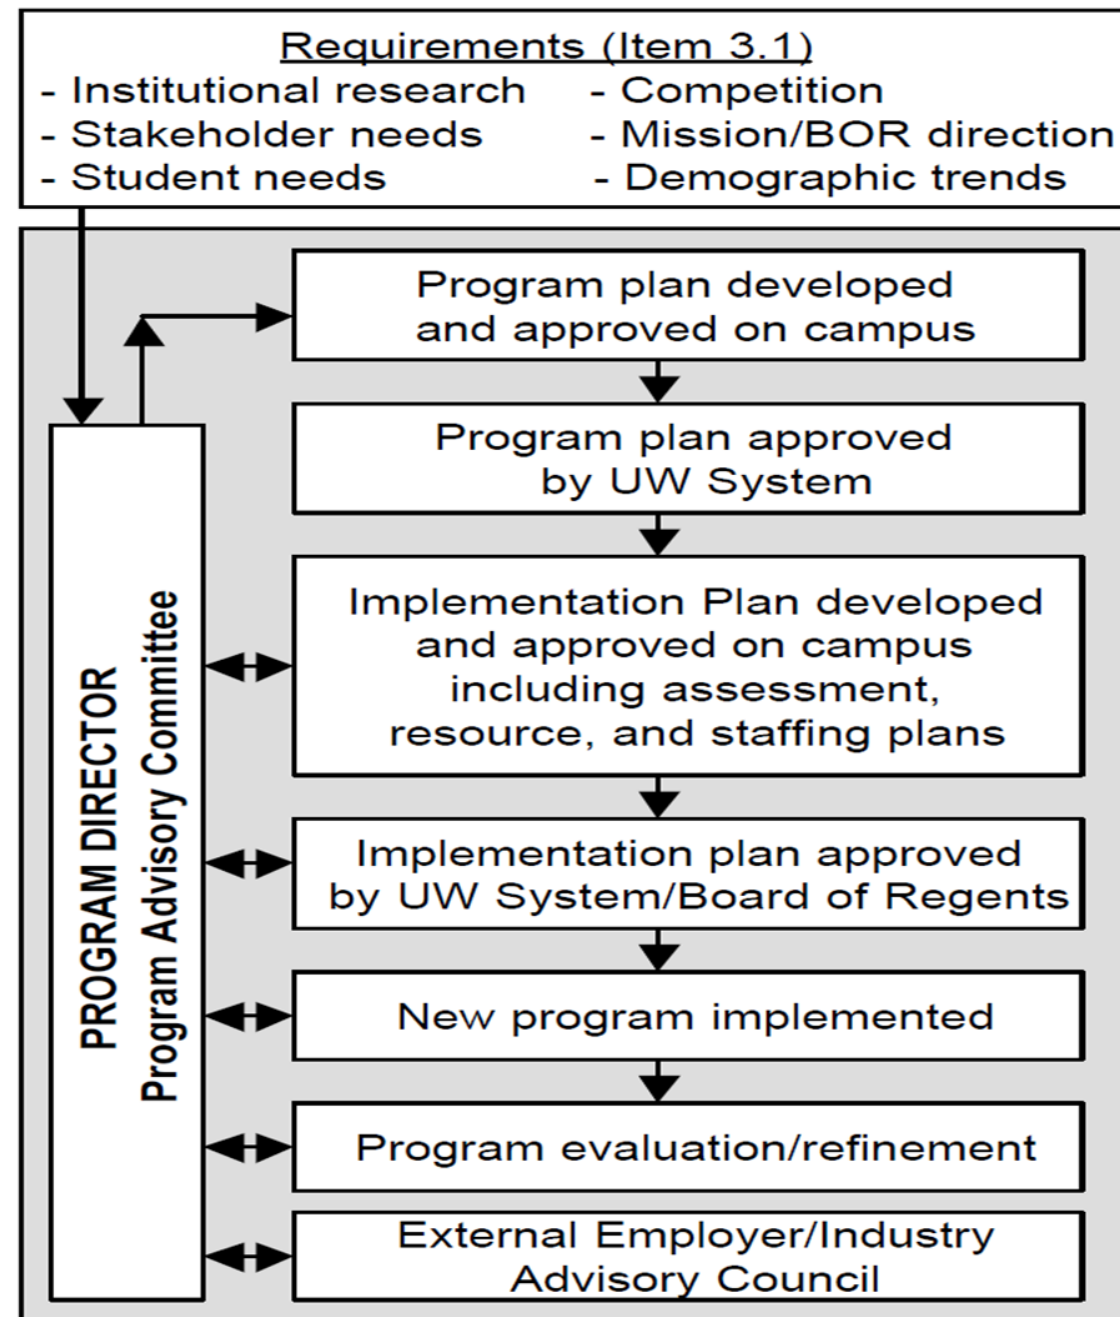 Requirements (Item 3.1)
- Institutional research
- Stakeholder needs
- Student needs
- Competition
- Mission/BOR direction
- Demographic trends
PROGRAM DIRECTOR
Program Advisory Committee
Program plan developed
and approved on campus
Program plan approved
by UW System
Implementation Plan developed
and approved on campus
including assessment,
resource, and staffing plans
Implementation plan approved
by UW System/Board of Regents
New program implemented
Program evaluation/refinement
External Employer/Industry
Advisory Council